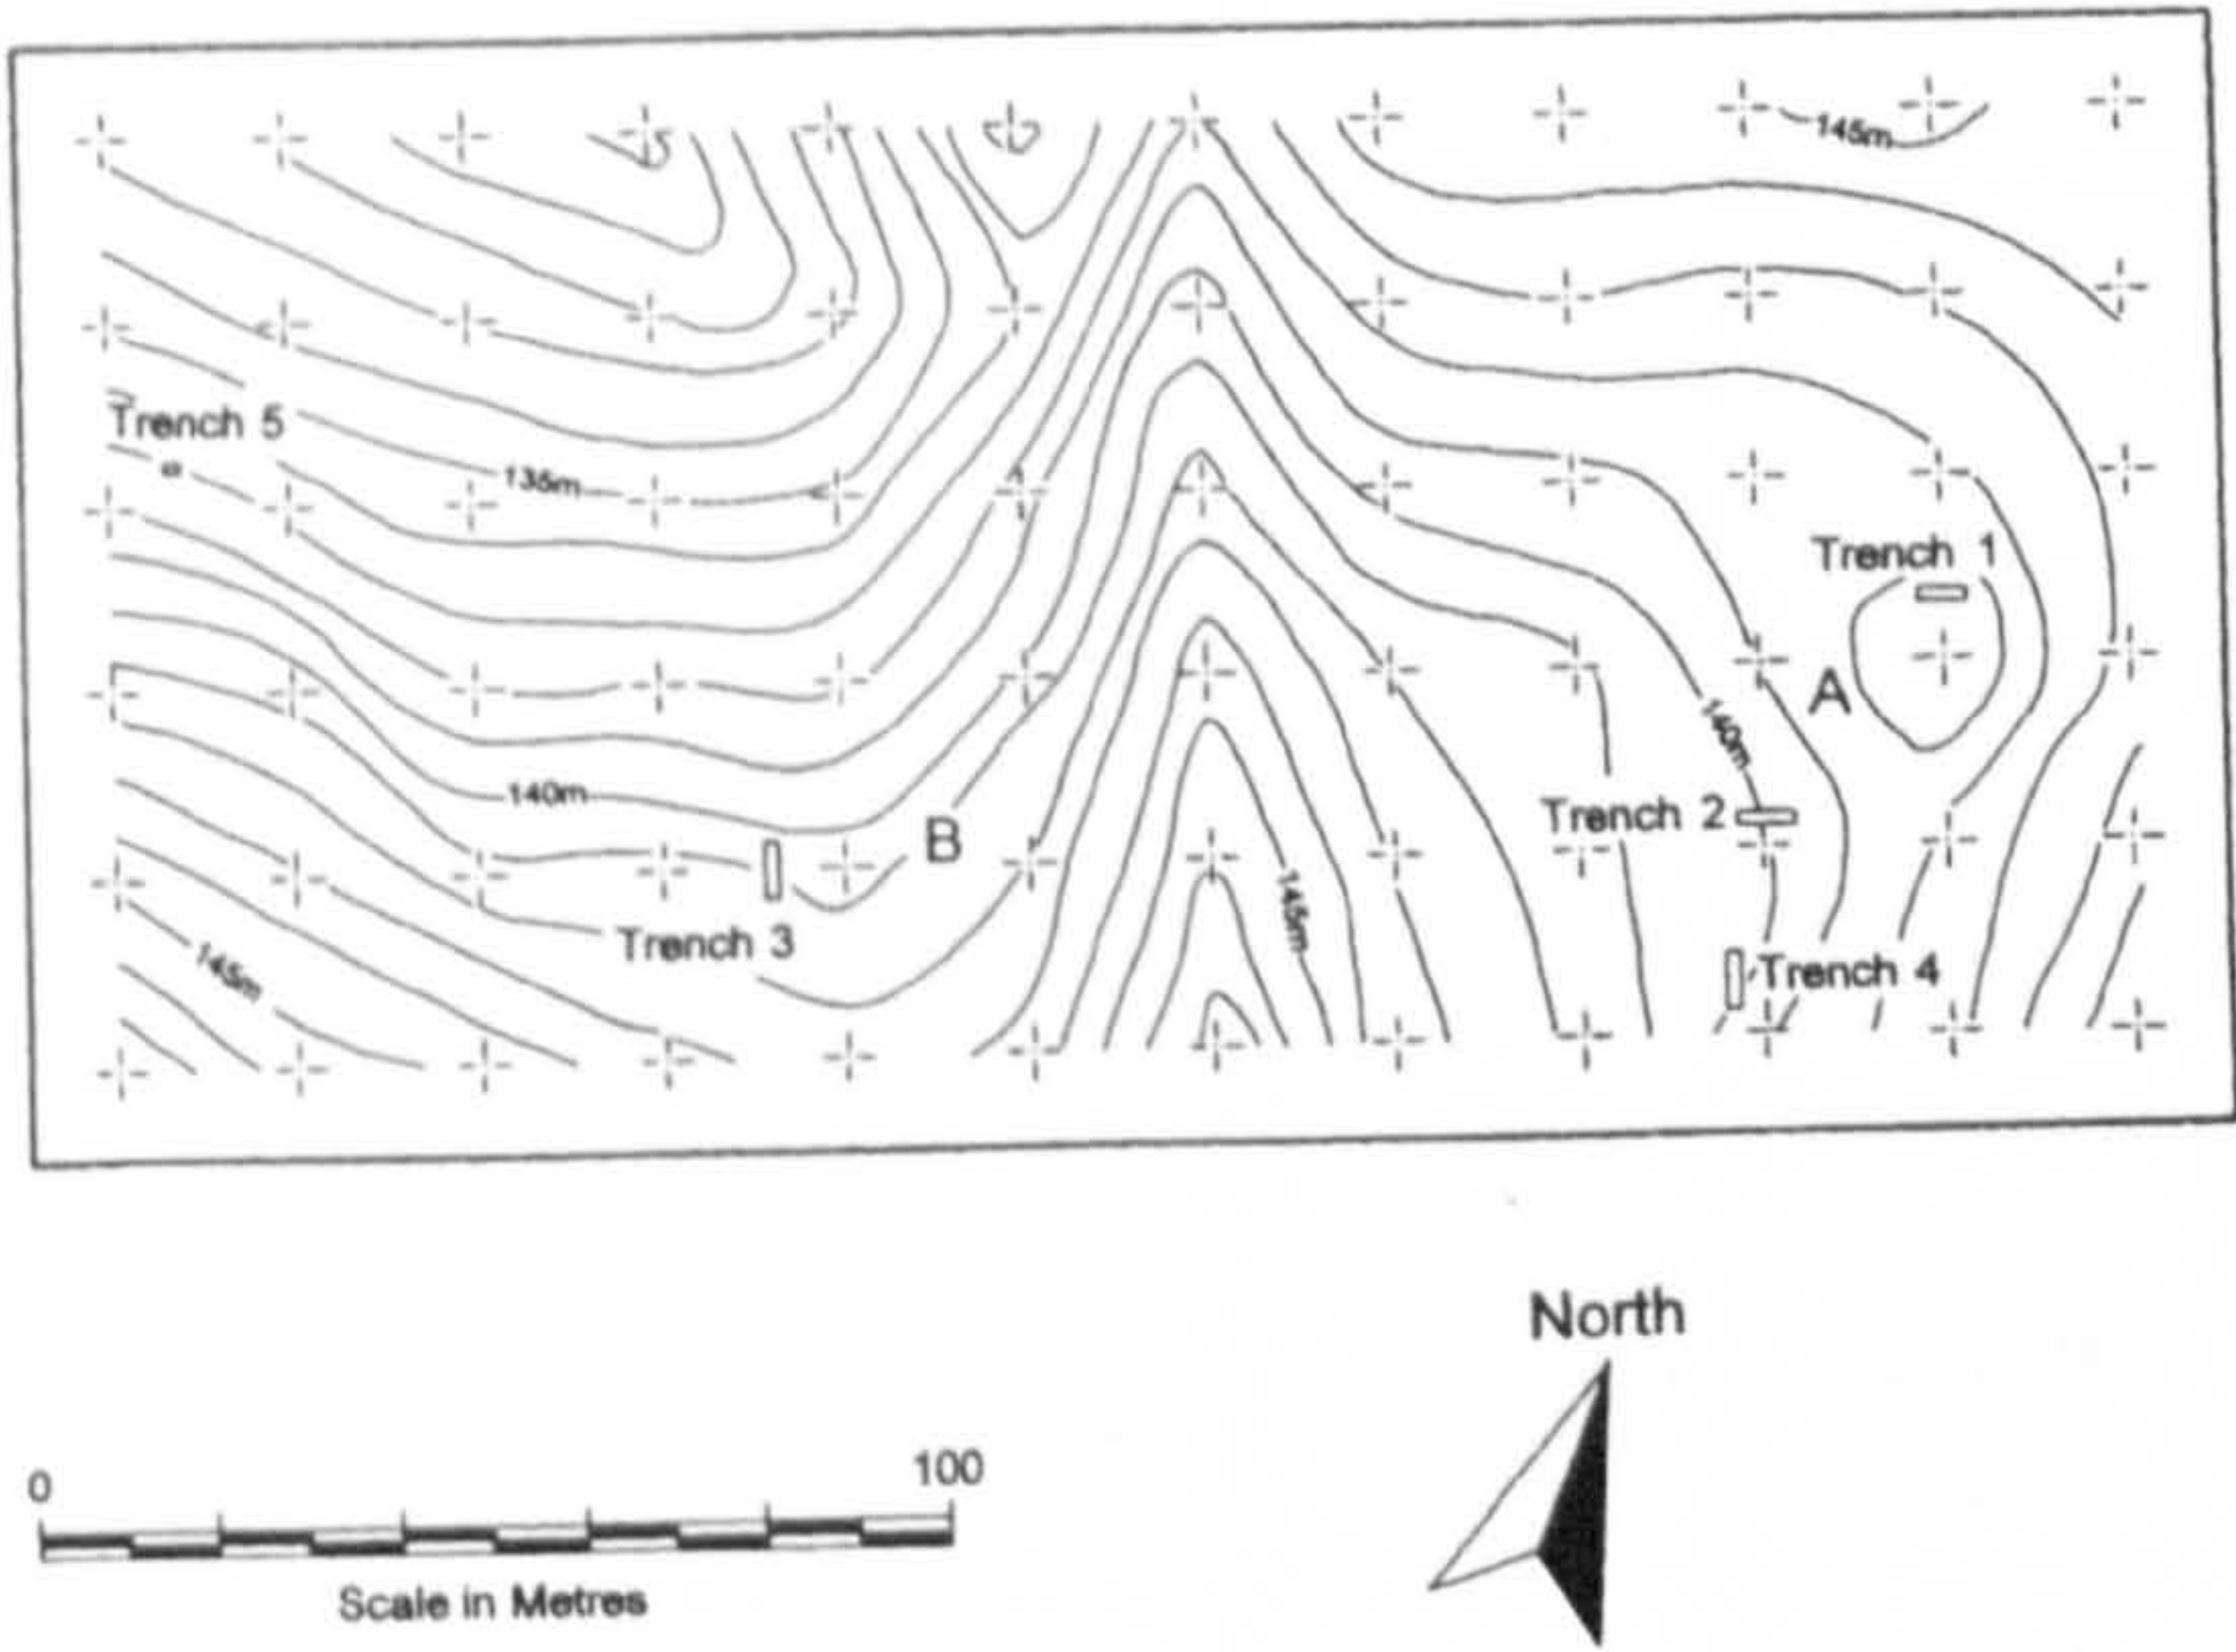 145m
Trench 5
135m
Trench 1
A
140m
140m
Trench 2
B
145m
Trench 3
145m
Trench 4
North
0
100
Scale in Metres